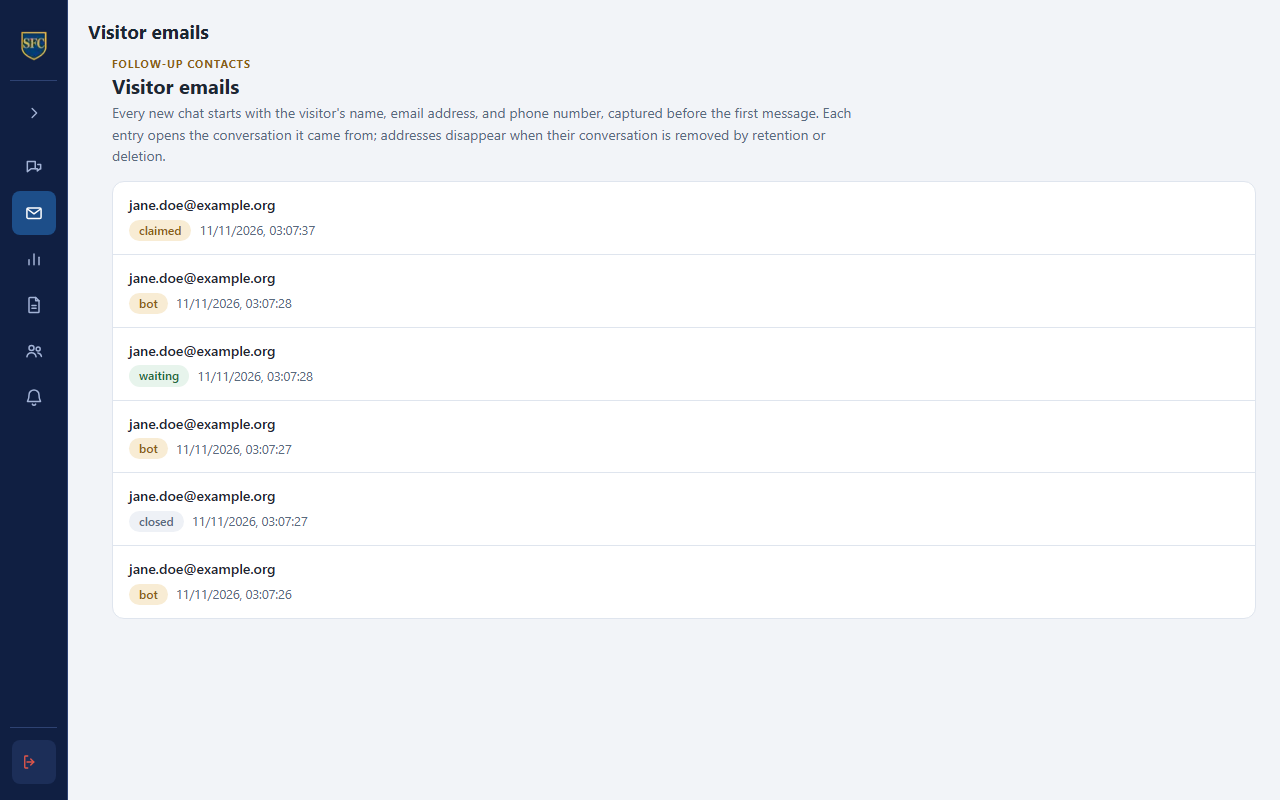 SFC
Visitor emails
FOLLOW-UP CONTACTS
Visitor emails
Every new chat starts with the visitor's name, email address, and phone number, captured before the first message. Each
entry opens the conversation it came from; addresses disappear when their conversation is removed by retention or
deletion.
jane.doe@example.org
claimed 11/11/2026, 03:07:37
jane.doe@example.org
bot 11/11/2026, 03:07:28
jane.doe@example.org
waiting 11/11/2026, 03:07:28
jane.doe@example.org
bot 11/11/2026, 03:07:27
jane.doe@example.org
closed 11/11/2026, 03:07:27
jane.doe@example.org
bot 11/11/2026, 03:07:26